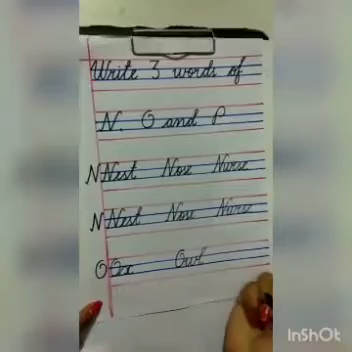 Write 3 words of
N. O and P
N Nest Nose Nurse
N Nest Nose Nurse
O Ox Owl
InShOt